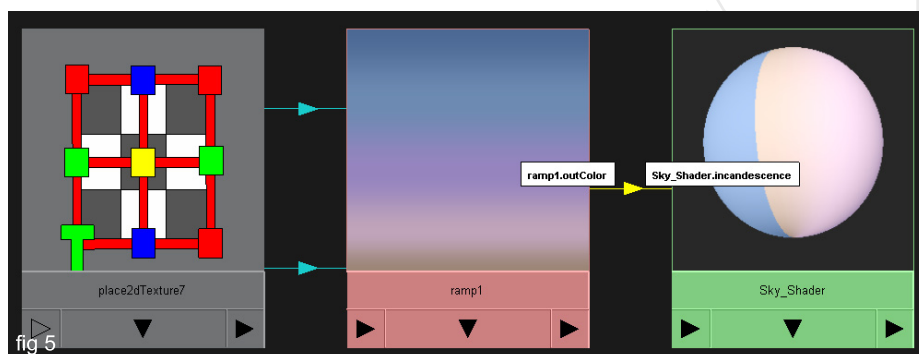 ramp1.outColor
Sky_Shader.incandescence
place2dTexture7
ramp1
Sky_Shader
fig 5